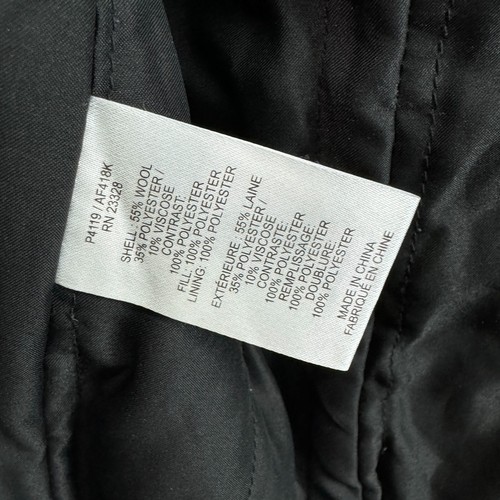 P4119 / AF418K
RN 23328
SHELL: 55% WOOL
35% POLYESTER /
10% VISCOSE
CONTRAST:
100% POLYESTER
FILL: 100% POLYESTER
LINING: 100% POLYESTER
EXTÉRIEURE: 55% LAINE
35% POLYESTER /
10% VISCOSE
CONTRAST:
100% POLYESTER
REMPLISSAGE:
100% POLYESTER
DOUBLURE:
100% POLYESTER
MADE IN CHINA
FABRIQUÉ EN CHINE